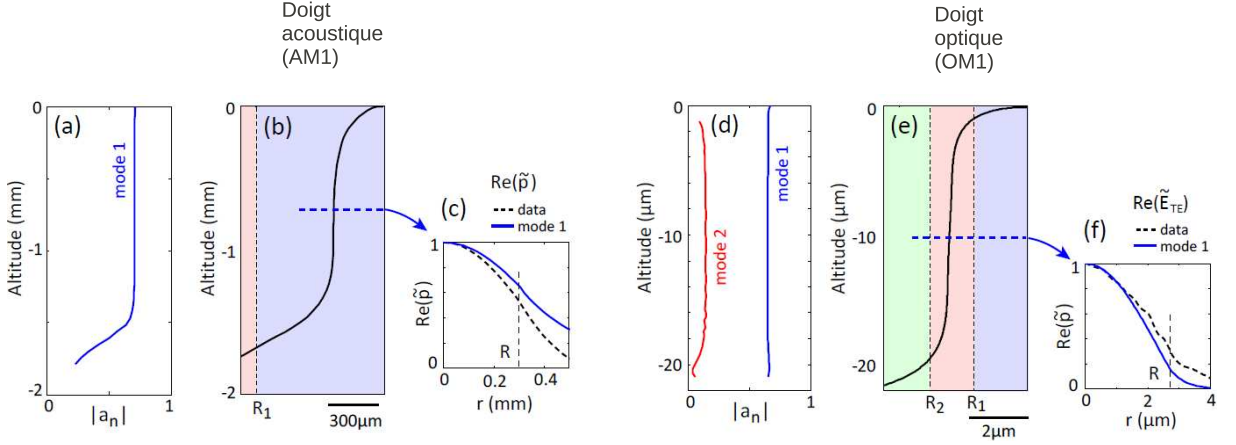 Doigt
acoustique
(AM1)
Doigt
optique
(OM1)
(a)
mode 1
0
-1
-2
Altitude (mm)
0
1
|aₙ|
(b)
0
-1
-2
Altitude (mm)
R₁
300µm
Re(p̃)
(c)
data
mode 1
1
0
Re(p̃)
R
0
0.2
0.4
r (mm)
(d)
mode 2
mode 1
0
-10
-20
Altitude (µm)
0
1
|aₙ|
(e)
0
-10
-20
Altitude (µm)
R₂
R₁
2µm
Re(Ẽ_TE)
(f)
data
mode 1
1
0
Re(p̃)
R
0
2
4
r (µm)